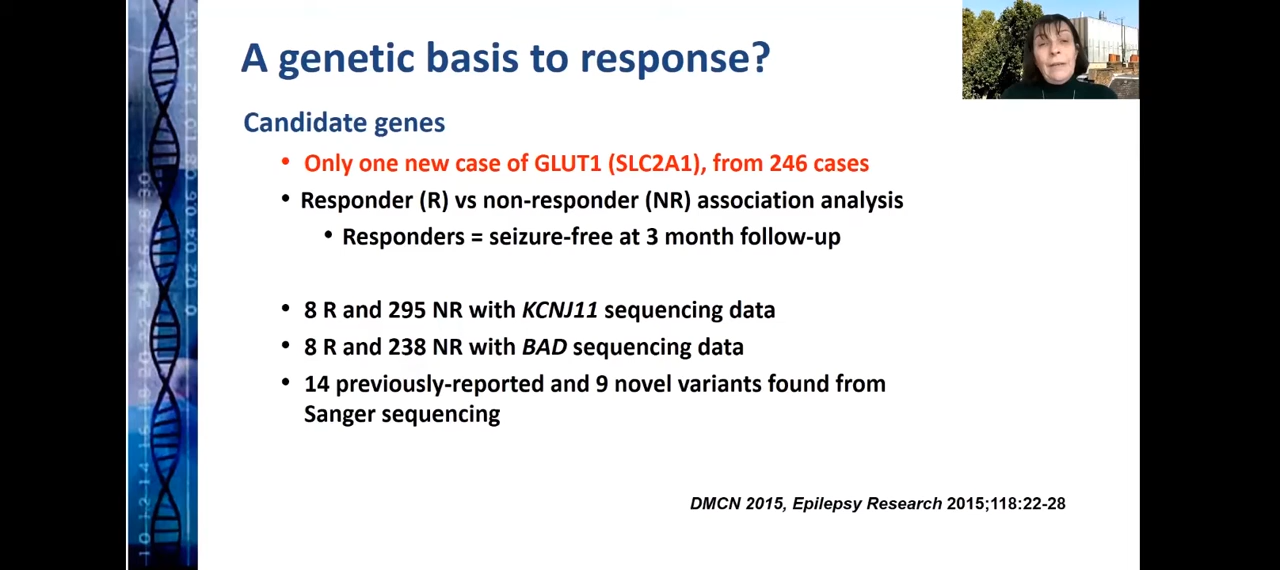 A genetic basis to response?
Candidate genes
• Only one new case of GLUT1 (SLC2A1), from 246 cases
• Responder (R) vs non-responder (NR) association analysis
• Responders = seizure-free at 3 month follow-up
• 8 R and 295 NR with KCNJ11 sequencing data
• 8 R and 238 NR with BAD sequencing data
• 14 previously-reported and 9 novel variants found from
Sanger sequencing
DMCN 2015, Epilepsy Research 2015;118:22-28